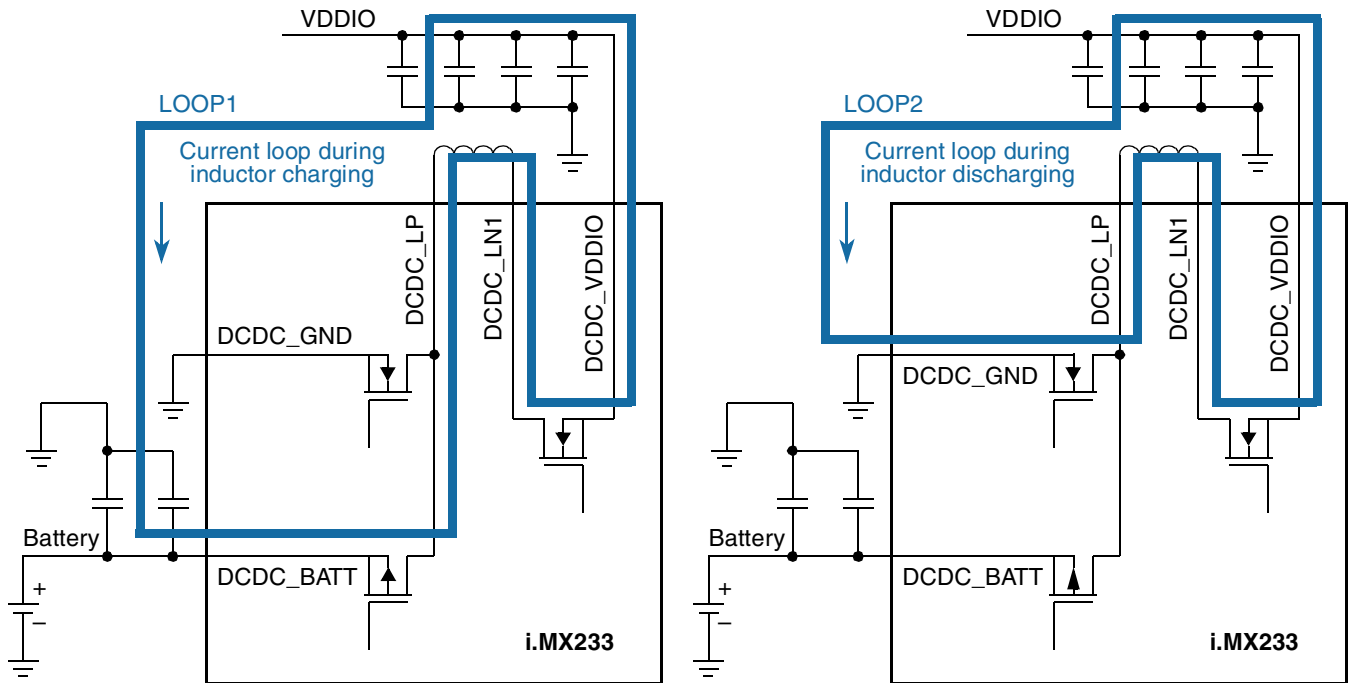 VDDIO
LOOP1
Current loop during
inductor charging
DCDC_LP
DCDC_LN1
DCDC_VDDIO
DCDC_GND
Battery
+
–
DCDC_BATT
i.MX233
VDDIO
LOOP2
Current loop during
inductor discharging
DCDC_LP
DCDC_LN1
DCDC_VDDIO
DCDC_GND
Battery
+
–
DCDC_BATT
i.MX233